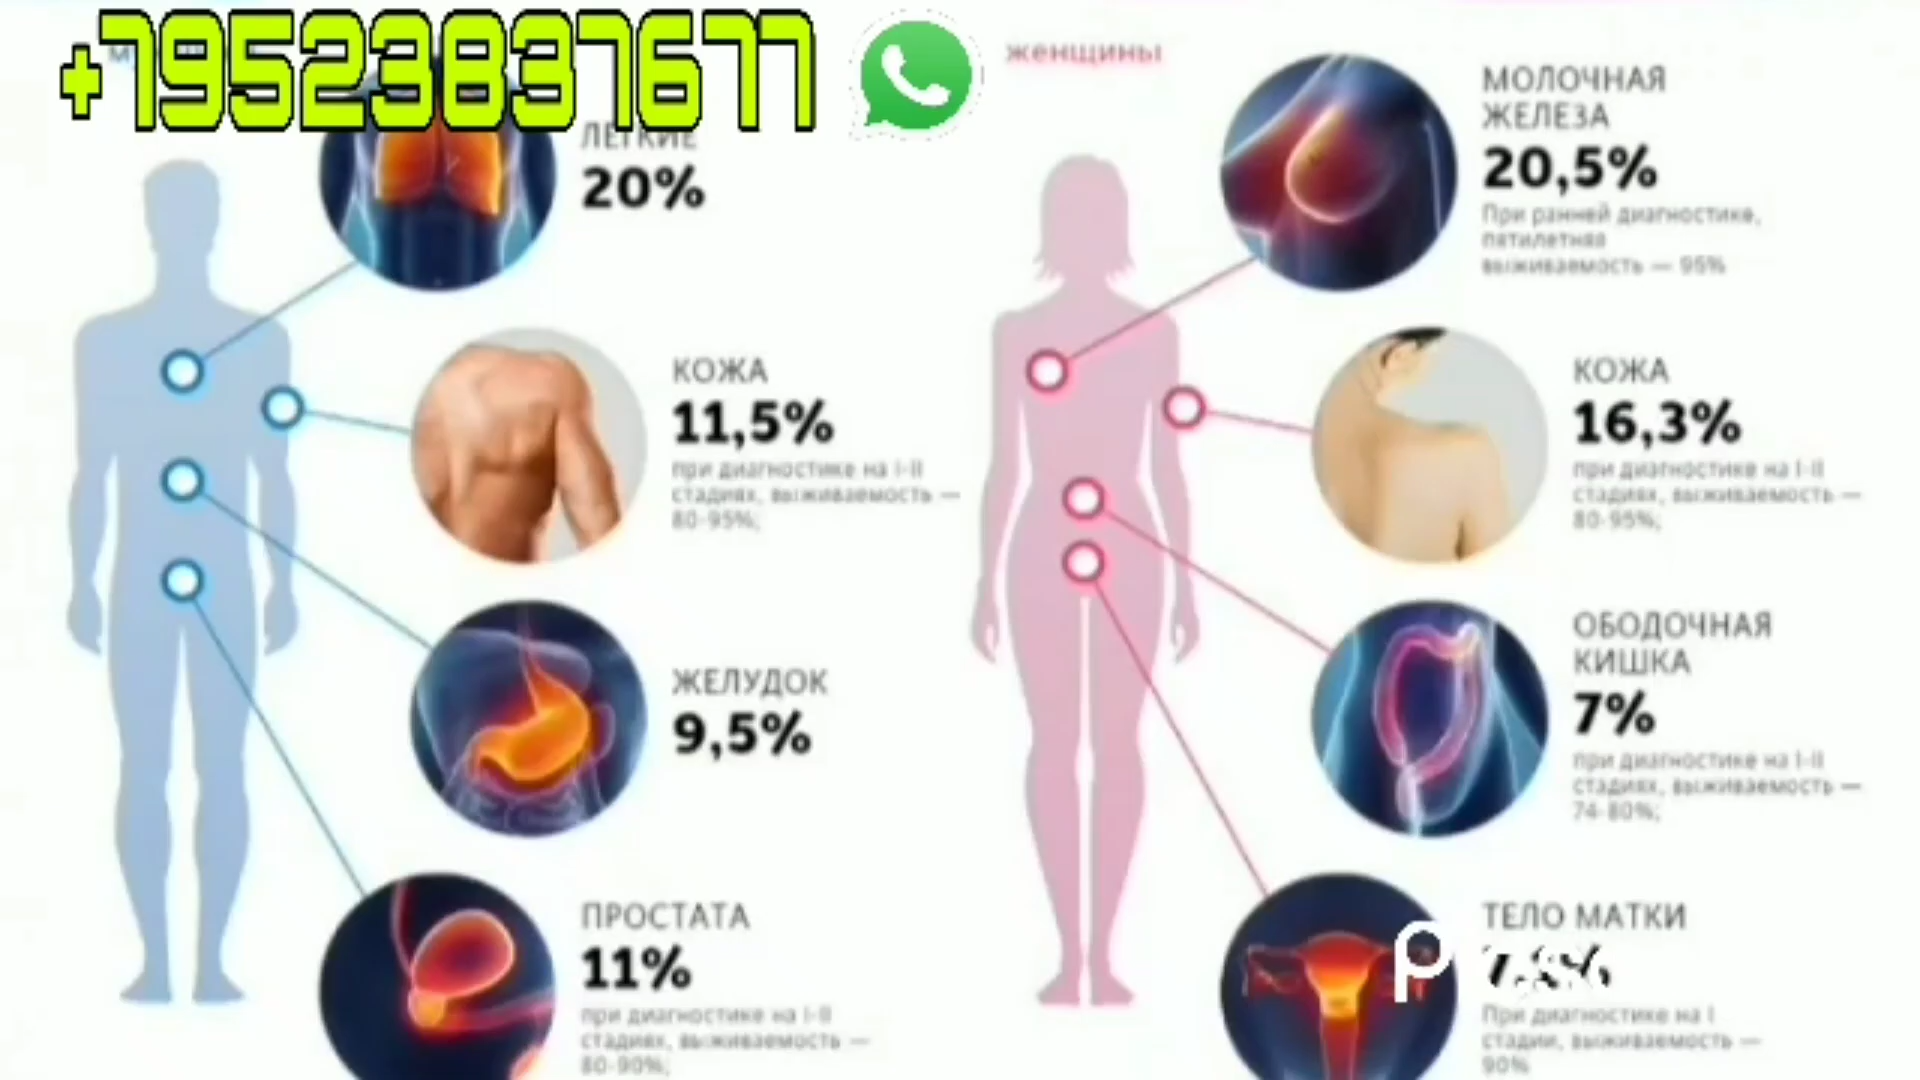 +79523837677
женщины
ЛЕГКИЕ
20%
КОЖА
11,5%
при диагностике на I-II
стадиях, выживаемость —
80-95%;
ЖЕЛУДОК
9,5%
ПРОСТАТА
11%
при диагностике на I-II
стадиях, выживаемость —
80-90%;
МОЛОЧНАЯ
ЖЕЛЕЗА
20,5%
При ранней диагностике,
пятилетняя
выживаемость — 95%
КОЖА
16,3%
при диагностике на I-II
стадиях, выживаемость —
80-95%;
ОБОДОЧНАЯ
КИШКА
7%
при диагностике на I-II
стадиях, выживаемость —
74-80%;
ТЕЛО МАТКИ
При диагностике на I
стадии, выживаемость —
90%